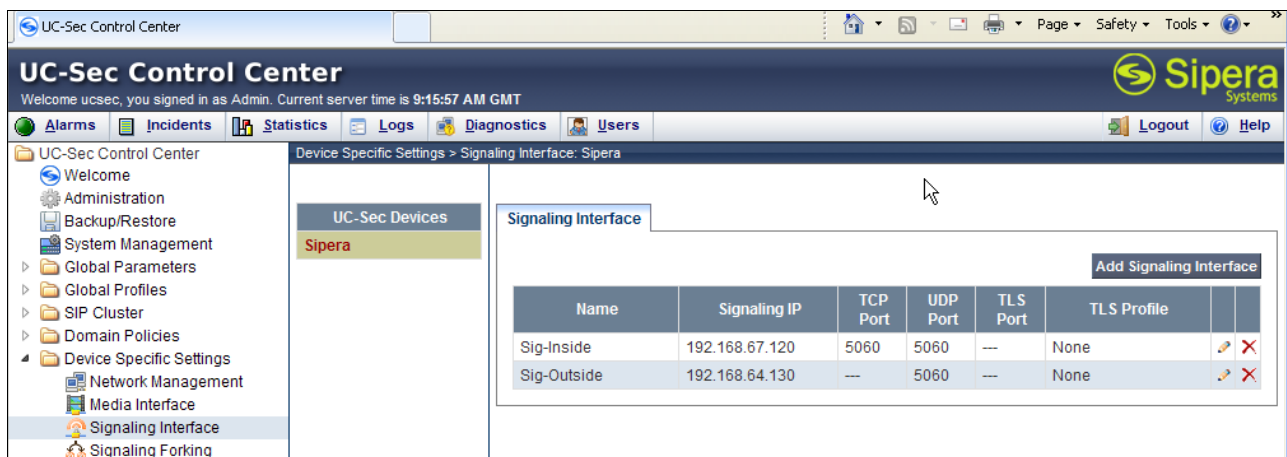 UC-Sec Control Center
Page Safety Tools »
UC-Sec Control Center
Welcome ucsec, you signed in as Admin. Current server time is 9:15:57 AM GMT
Sipera
Systems
Alarms Incidents Statistics Logs Diagnostics Users Logout Help
UC-Sec Control Center
Welcome
Administration
Backup/Restore
System Management
Global Parameters
Global Profiles
SIP Cluster
Domain Policies
Device Specific Settings
Network Management
Media Interface
Signaling Interface
Signaling Forking
Device Specific Settings > Signaling Interface: Sipera
UC-Sec Devices
Sipera
Signaling Interface
Add Signaling Interface
Name Signaling IP TCP Port UDP Port TLS Port TLS Profile
Sig-Inside 192.168.67.120 5060 5060 --- None
Sig-Outside 192.168.64.130 --- 5060 --- None